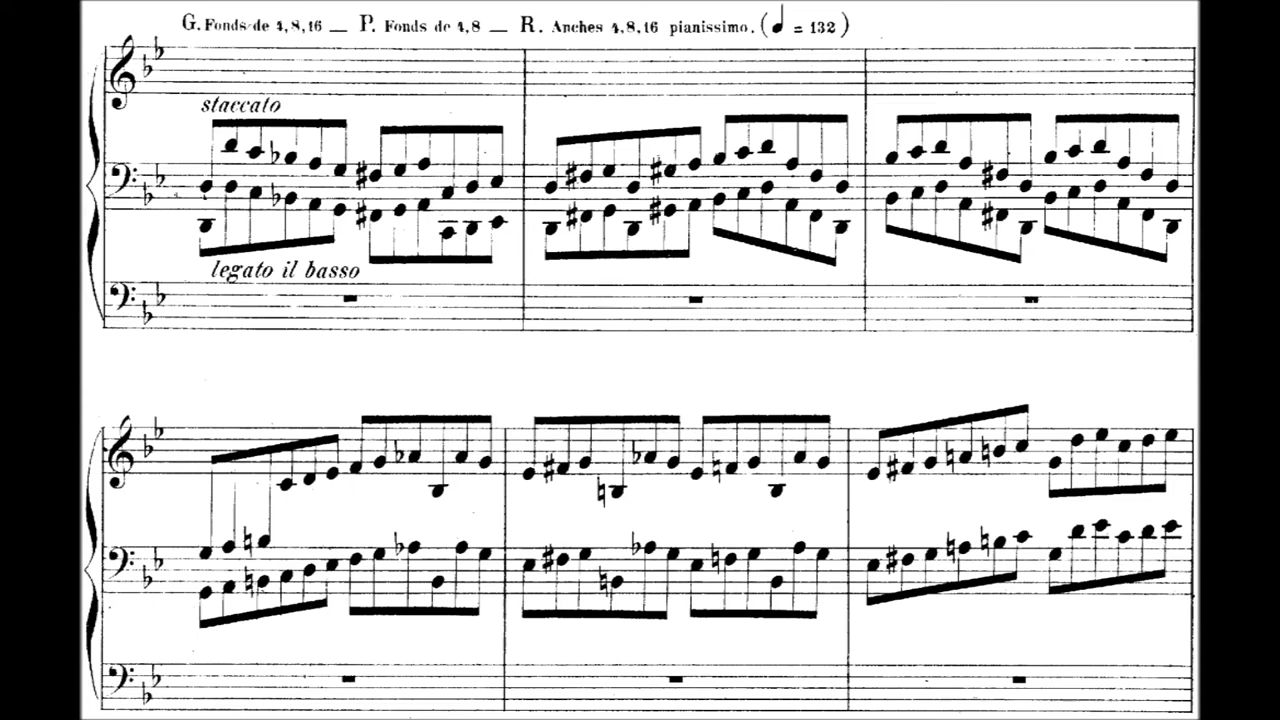 G. Fonds de 4, 8, 16 — P. Fonds de 4, 8 — R. Anches 4, 8, 16 pianissimo. (♩ = 132)
staccato
legato il basso